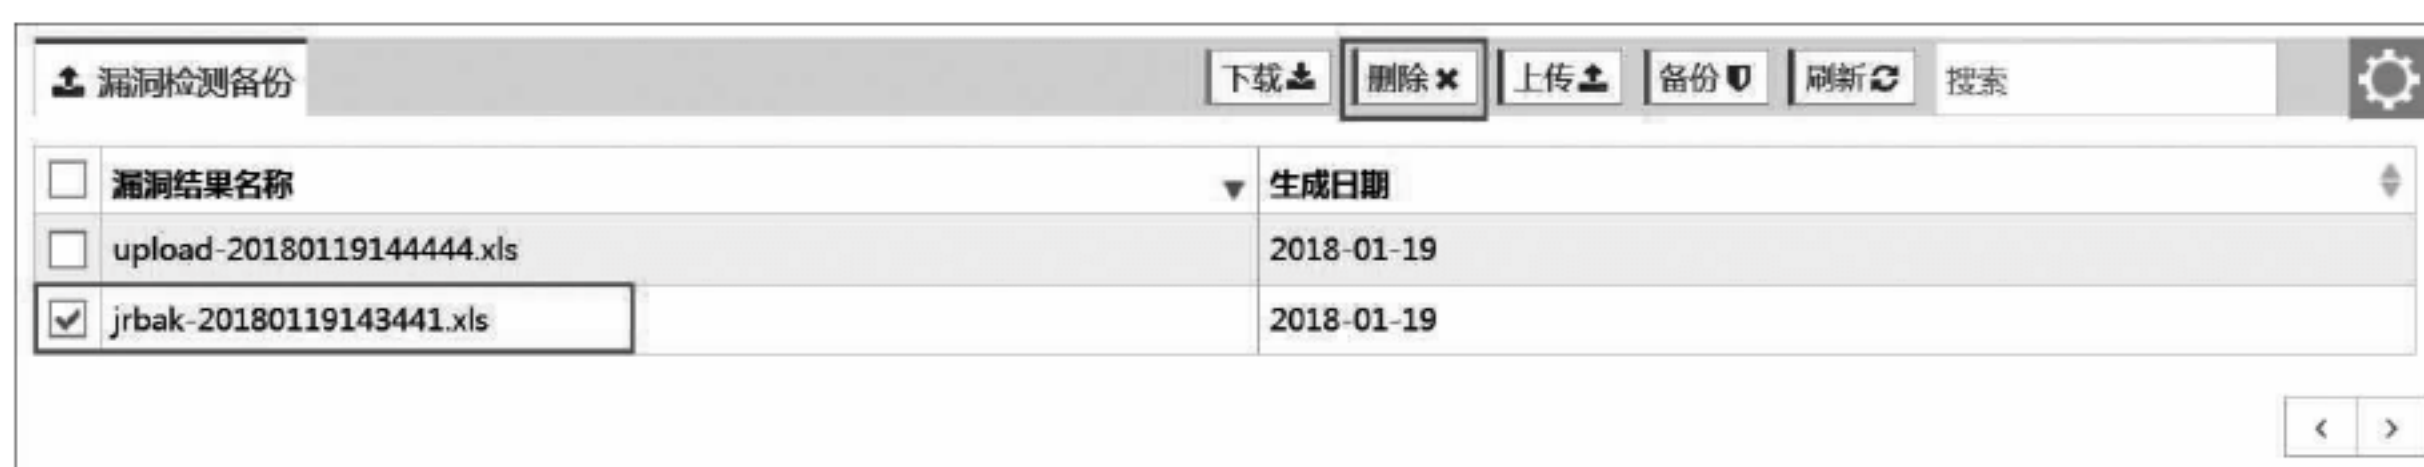 漏洞检测备份 下载 删除 上传 备份 刷新 搜索
漏洞结果名称 生成日期
upload-20180119144444.xls 2018-01-19
jrbak-20180119143441.xls 2018-01-19